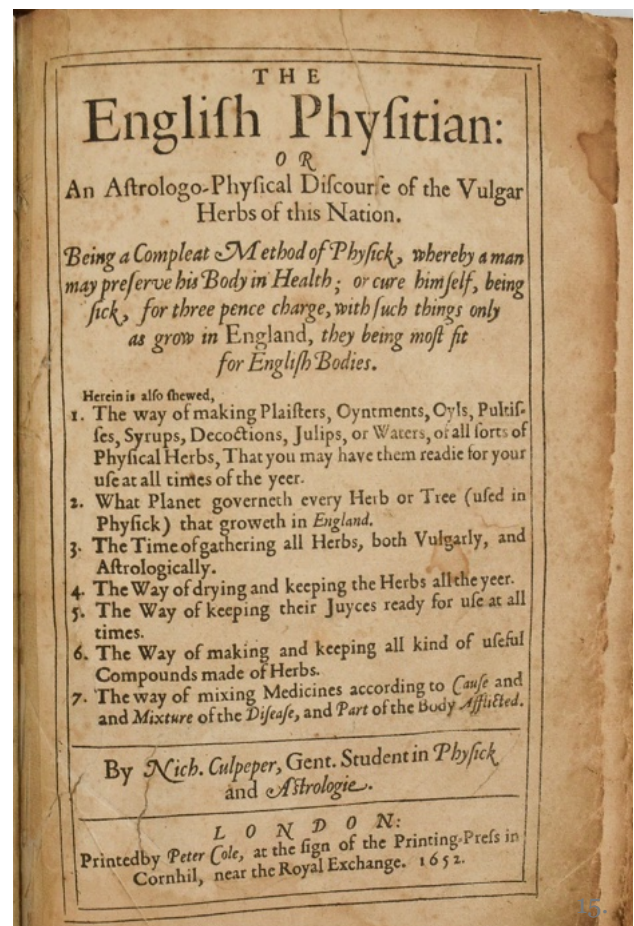 THE
Engliſh Phyſitian:
OR
An Aſtrologo-Phyſical Diſcourſe of the Vulgar
Herbs of this Nation.
Being a Compleat Method of Phyſick, whereby a man
may preſerve his Body in Health; or cure himſelf, being
ſick, for three pence charge, with ſuch things only
as grow in England, they being moſt fit
for Engliſh Bodies.
Herein is alſo ſhewed,
1. The way of making Plaiſters, Oyntments, Oyls, Pultiſ-
ſes, Syrups, Decoctions, Julips, or Waters, of all ſorts of
Phyſical Herbs, That you may have them readie for your
uſe at all times of the yeer.
2. What Planet governeth every Herb or Tree (uſed in
Phyſick) that groweth in England.
3. The Time of gathering all Herbs, both Vulgarly, and
Aſtrologically.
4. The Way of drying and keeping the Herbs all the yeer.
5. The Way of keeping their Juyces ready for uſe at all
times.
6. The Way of making and keeping all kind of uſeful
Compounds made of Herbs.
7. The way of mixing Medicines according to Cauſe and
and Mixture of the Diſeaſe, and Part of the Body Afflicted.
By Nich. Culpeper, Gent. Student in Phyſick
and Aſtrologie.
LONDON:
Printed by Peter Cole, at the ſign of the Printing-Preſs in
Cornhil, near the Royal Exchange. 1652.
15.